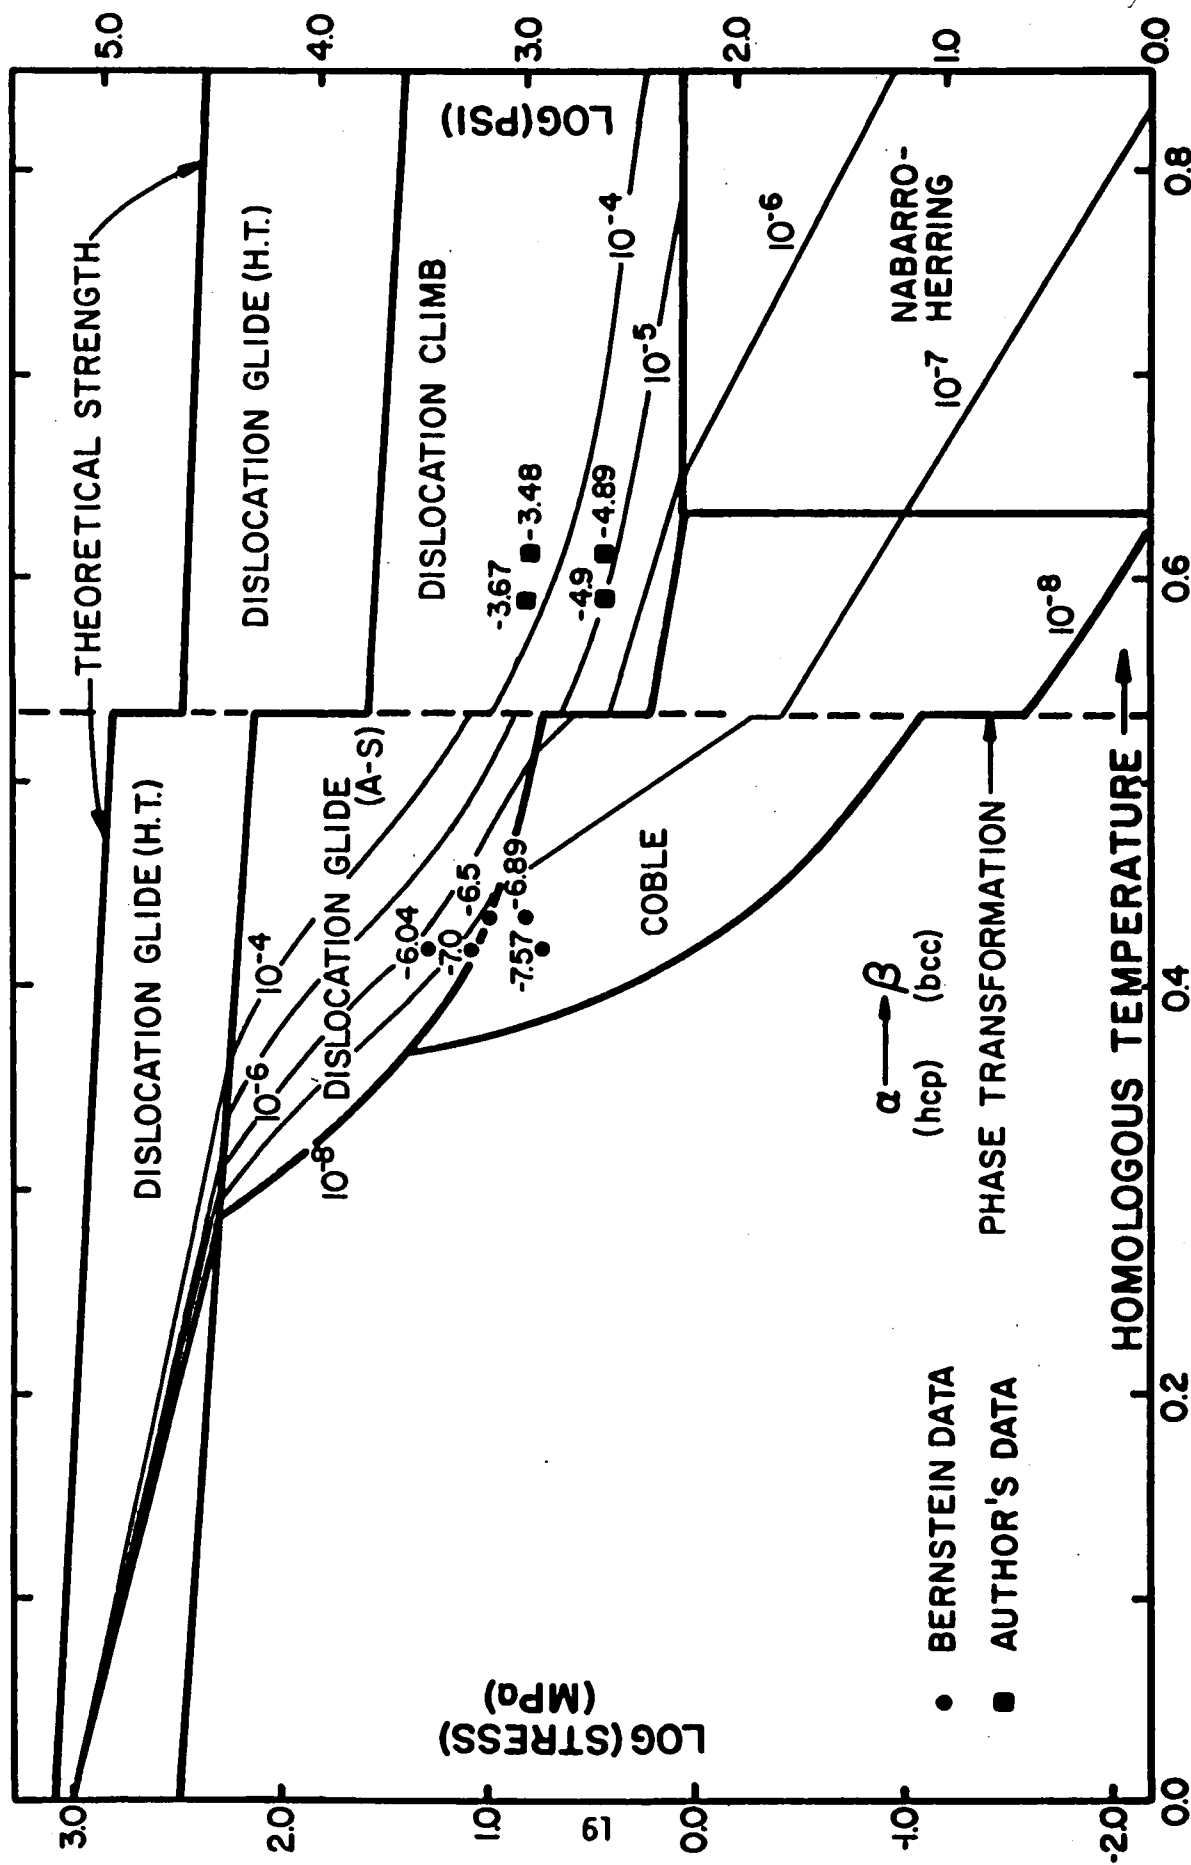 THEORETICAL STRENGTH
DISLOCATION GLIDE (H.T.)
DISLOCATION GLIDE (H.T.)
DISLOCATION GLIDE
(A-S)
DISLOCATION CLIMB
COBLE
NABARRO-
HERRING
10-4
10-6
10-8
10-4
10-5
10-6
10-7
10-8
-6.04
-7.0
-6.5
-7.57
-6.89
-3.67
-3.48
-4.9
-4.89
α → β
(hcp) (bcc)
PHASE TRANSFORMATION
BERNSTEIN DATA
AUTHOR'S DATA
LOG (STRESS)
(MPa)
3.0
2.0
1.0
0.0
-1.0
-2.0
19
LOG (PSI)
5.0
4.0
3.0
2.0
1.0
0.0
HOMOLOGOUS TEMPERATURE
0.0
0.2
0.4
0.6
0.8